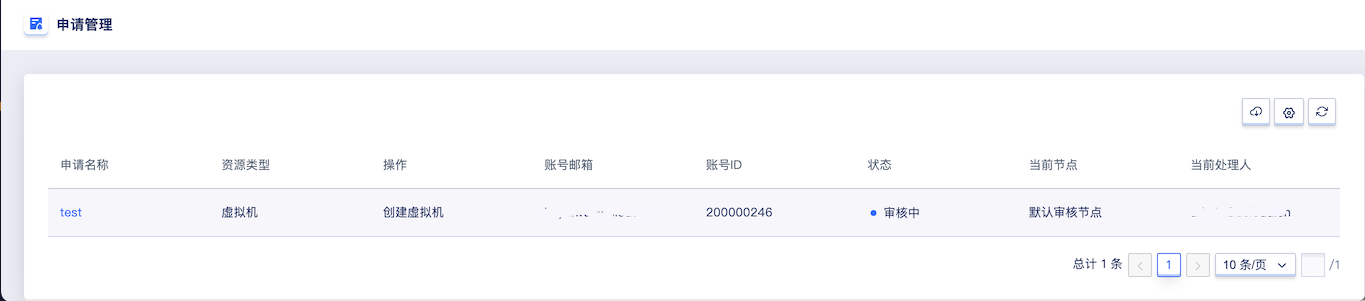 申请管理
申请名称 资源类型 操作 账号邮箱 账号ID 状态 当前节点 当前处理人
test 虚拟机 创建虚拟机 200000246 审核中 默认审核节点
总计 1 条 1 10 条/页 /1